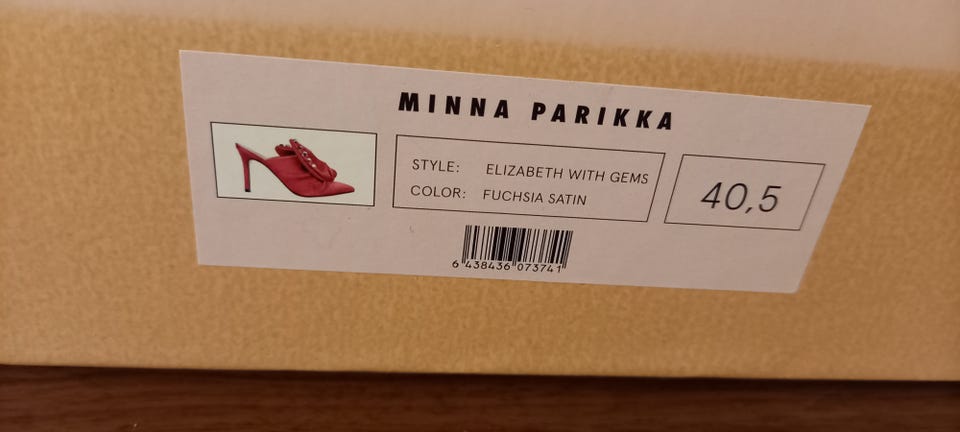 MINNA PARIKKA
STYLE: ELIZABETH WITH GEMS
COLOR: FUCHSIA SATIN
40,5
6 438436 073741